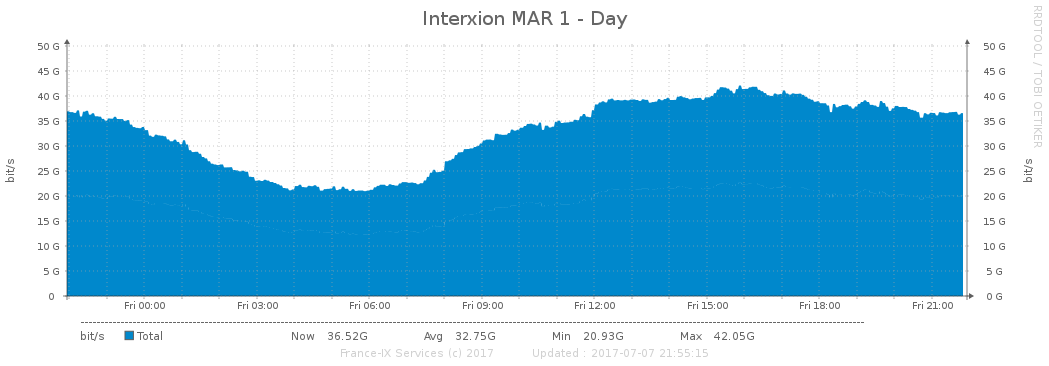 Interxion MAR 1 - Day
RRDTOOL / TOBI OETIKER
bit/s
50 G 50 G
45 G 45 G
40 G 40 G
35 G 35 G
30 G 30 G
25 G 25 G
20 G 20 G
15 G 15 G
10 G 10 G
5 G 5 G
0 0 G
bit/s
Fri 00:00 Fri 03:00 Fri 06:00 Fri 09:00 Fri 12:00 Fri 15:00 Fri 18:00 Fri 21:00
bit/s Total Now 36.52G Avg 32.75G Min 20.93G Max 42.05G
France-IX Services (c) 2017 Updated : 2017-07-07 21:55:15